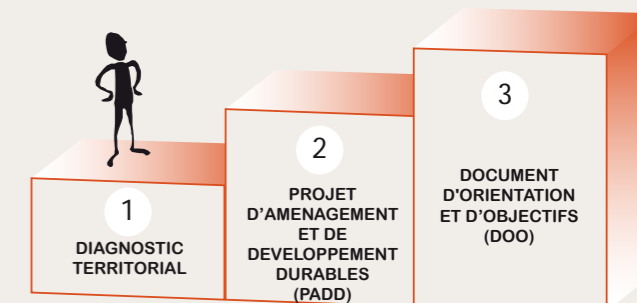 1
DIAGNOSTIC
TERRITORIAL
2
PROJET
D’AMENAGEMENT
ET DE
DEVELOPPEMENT
DURABLES
(PADD)
3
DOCUMENT
D'ORIENTATION
ET D’OBJECTIFS
(DOO)